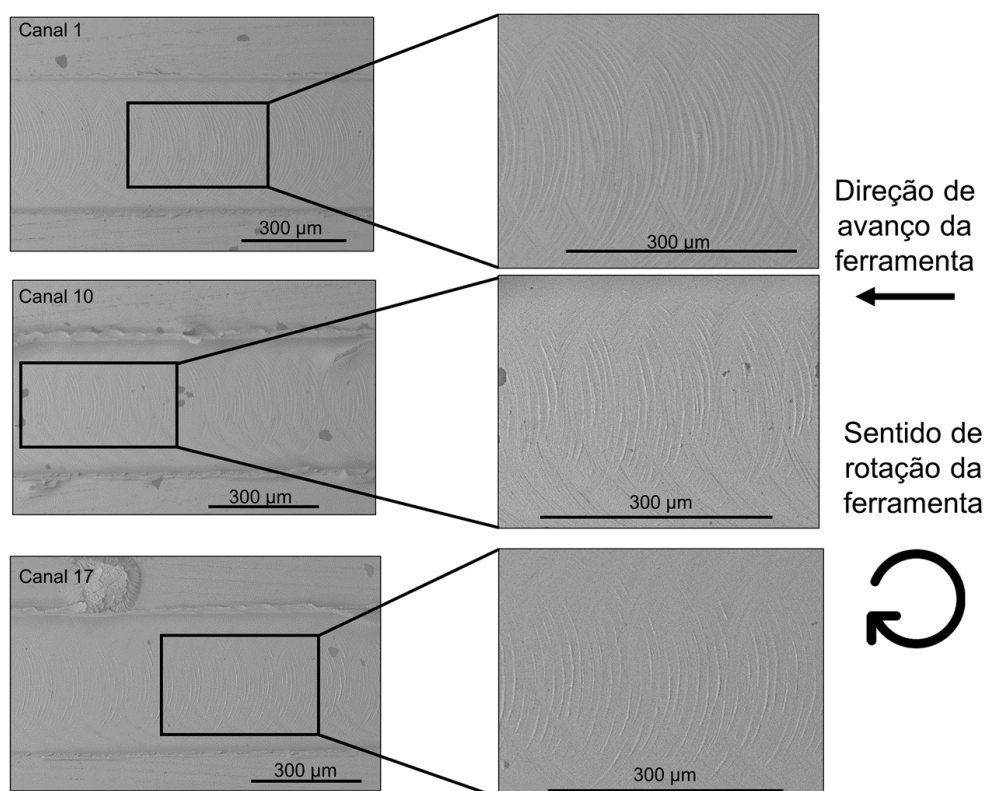 Canal 1
300 µm
300 µm
Direção de
avanço da
ferramenta
Canal 10
300 µm
300 µm
Sentido de
rotação da
ferramenta
Canal 17
300 µm
300 µm